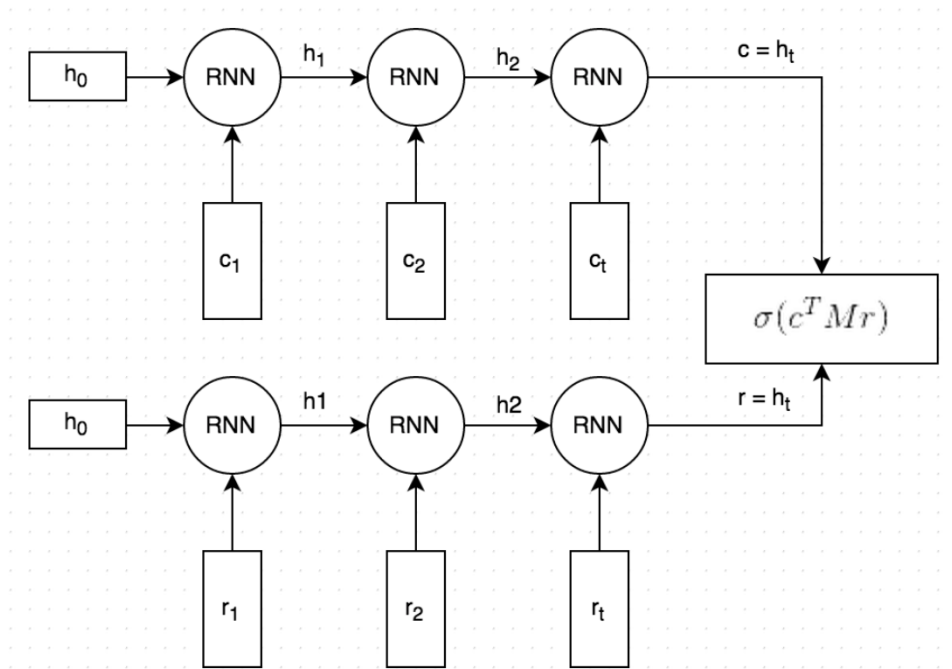 h₁
h₂
c = hₜ
h₀
RNN
RNN
RNN
c₁
c₂
cₜ
σ(cᵀMr)
h1
h2
r = hₜ
h₀
RNN
RNN
RNN
r₁
r₂
rₜ